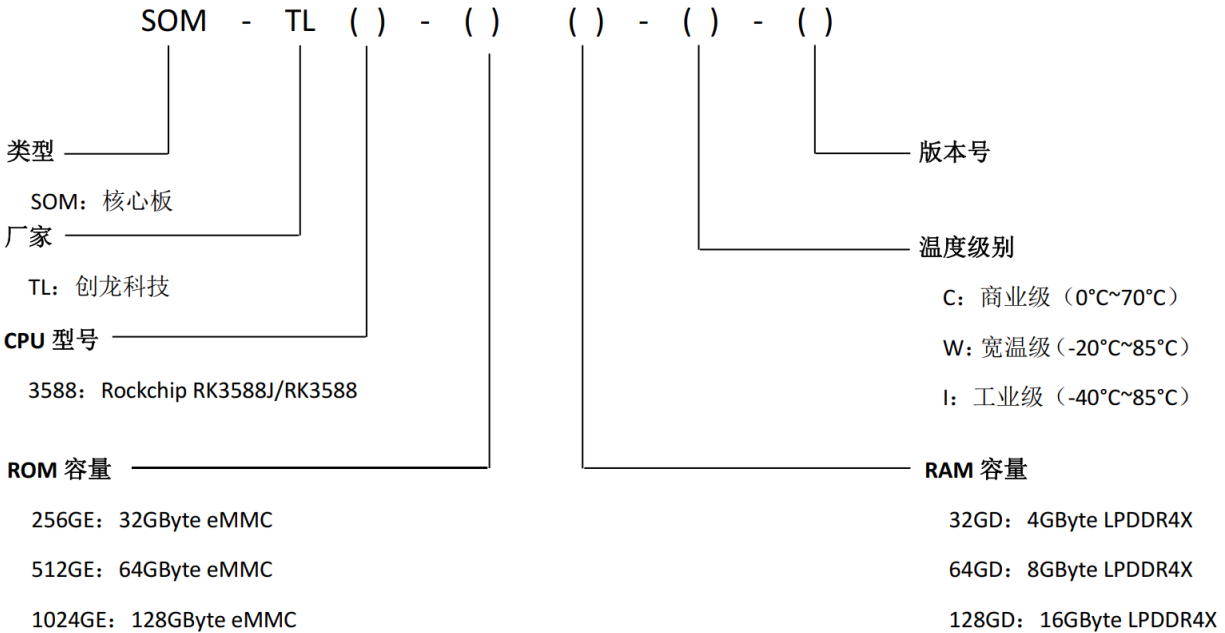 SOM - TL ( ) - ( ) ( ) - ( ) - ( )
类型
SOM：核心板
厂家
TL：创龙科技
CPU 型号
3588：Rockchip RK3588J/RK3588
ROM 容量
256GE：32GByte eMMC
512GE：64GByte eMMC
1024GE：128GByte eMMC
版本号
温度级别
C：商业级（0°C~70°C）
W：宽温级（-20°C~85°C）
I：工业级（-40°C~85°C）
RAM 容量
32GD：4GByte LPDDR4X
64GD：8GByte LPDDR4X
128GD：16GByte LPDDR4X